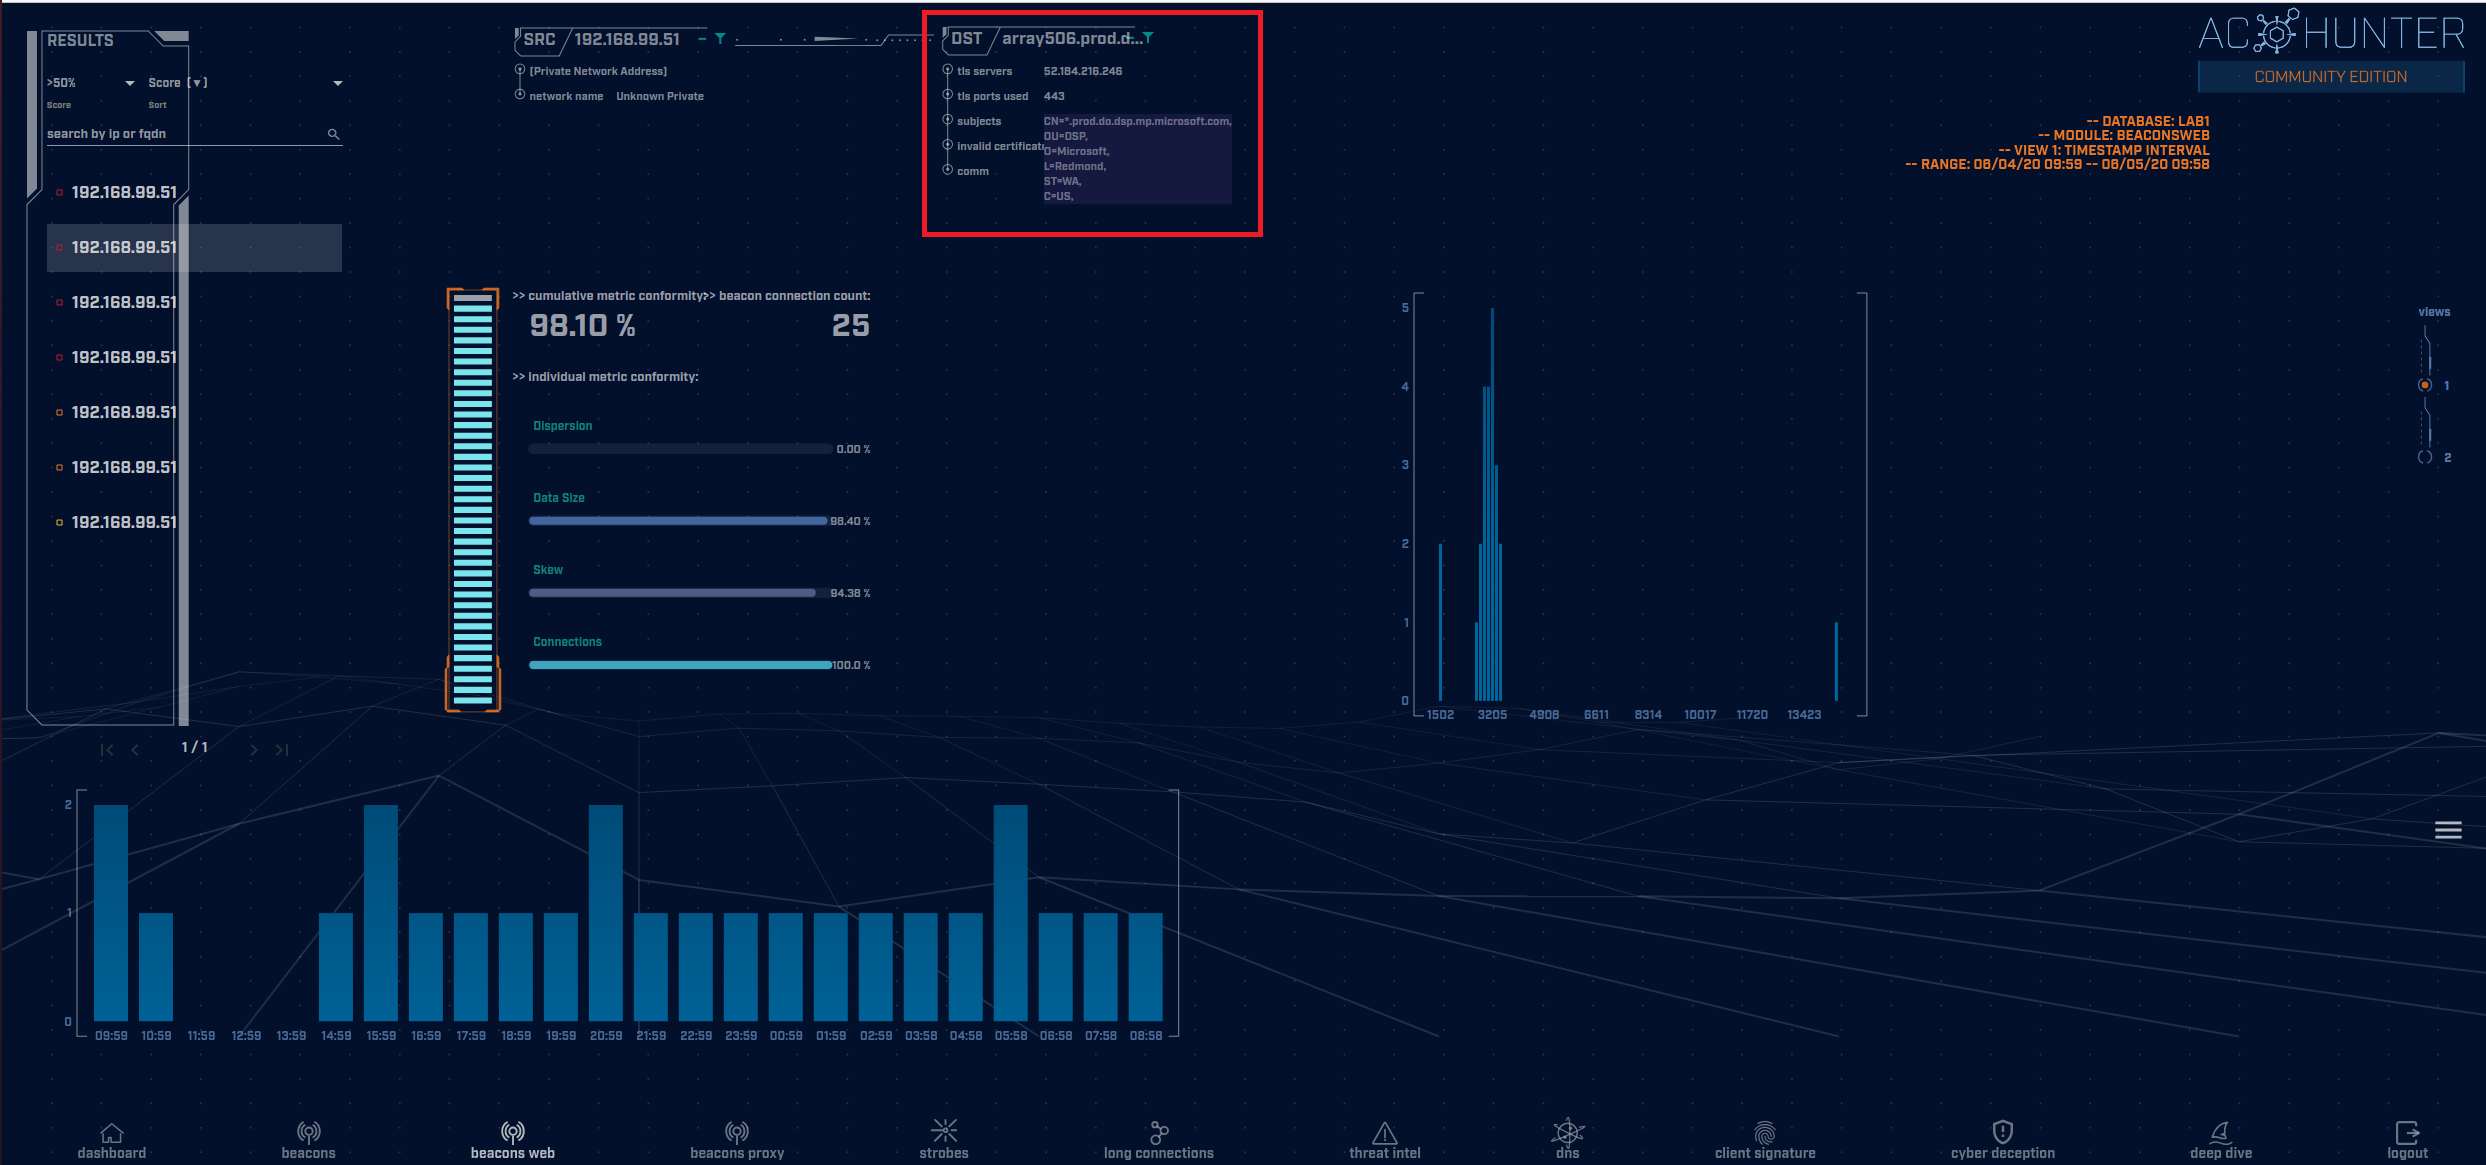 RESULTS
>50%
Score (▼)
Score
Sort
search by ip or fqdn
192.168.99.51
192.168.99.51
192.168.99.51
192.168.99.51
192.168.99.51
192.168.99.51
192.168.99.51
1 / 1
SRC
192.168.99.51
[Private Network Address]
network name Unknown Private
DST
array506.prod.d...
tls servers 52.184.216.246
tls ports used 443
subjects
invalid certificat
comm
CN=*.prod.do.dsp.mp.microsoft.com,
OU=DSP,
O=Microsoft,
L=Redmond,
ST=WA,
C=US,
AC HUNTER
COMMUNITY EDITION
-- DATABASE: LAB1
-- MODULE: BEACONSWEB
-- VIEW 1: TIMESTAMP INTERVAL
-- RANGE: 06/04/20 09:59 -- 06/05/20 09:58
>> cumulative metric conformity:
98.10 %
>> beacon connection count:
25
>> individual metric conformity:
Dispersion
0.00 %
Data Size
98.40 %
Skew
94.38 %
Connections
100.0 %
5
4
3
2
1
0
1502 3205 4908 6611 8314 10017 11720 13423
views
1
2
2
1
0
09:59 10:59 11:59 12:59 13:59 14:59 15:59 16:59 17:59 18:59 19:59 20:59 21:59 22:59 23:59 00:59 01:59 02:59 03:58 04:58 05:58 06:58 07:58 08:58
dashboard
beacons
beacons web
beacons proxy
strobes
long connections
threat intel
dns
client signature
cyber deception
deep dive
logout